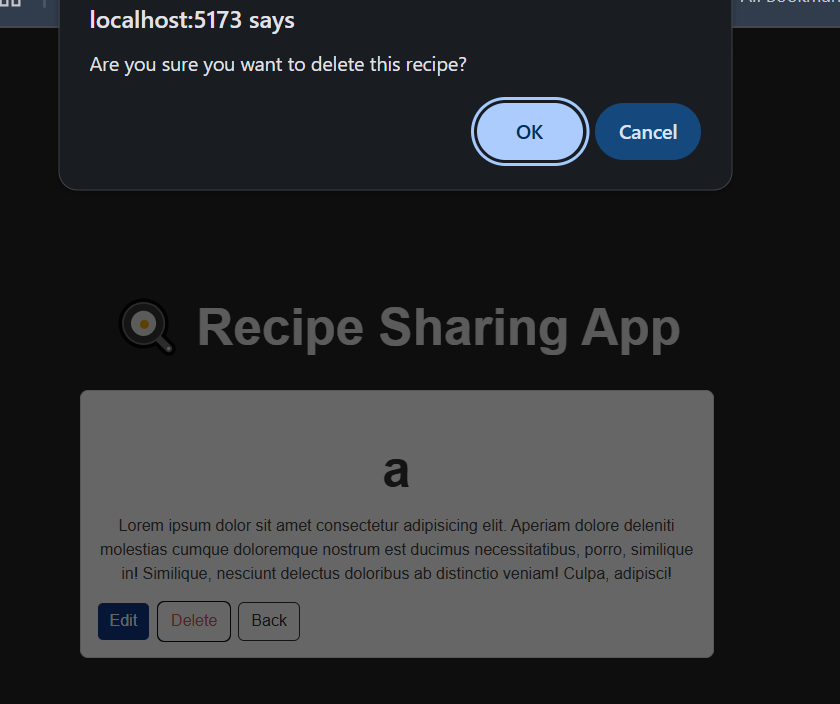 localhost:5173 says
Are you sure you want to delete this recipe?
OK Cancel
Recipe Sharing App
a
Lorem ipsum dolor sit amet consectetur adipisicing elit. Aperiam dolore deleniti
molestias cumque doloremque nostrum est ducimus necessitatibus, porro, similique
in! Similique, nesciunt delectus doloribus ab distinctio veniam! Culpa, adipisci!
Edit Delete Back